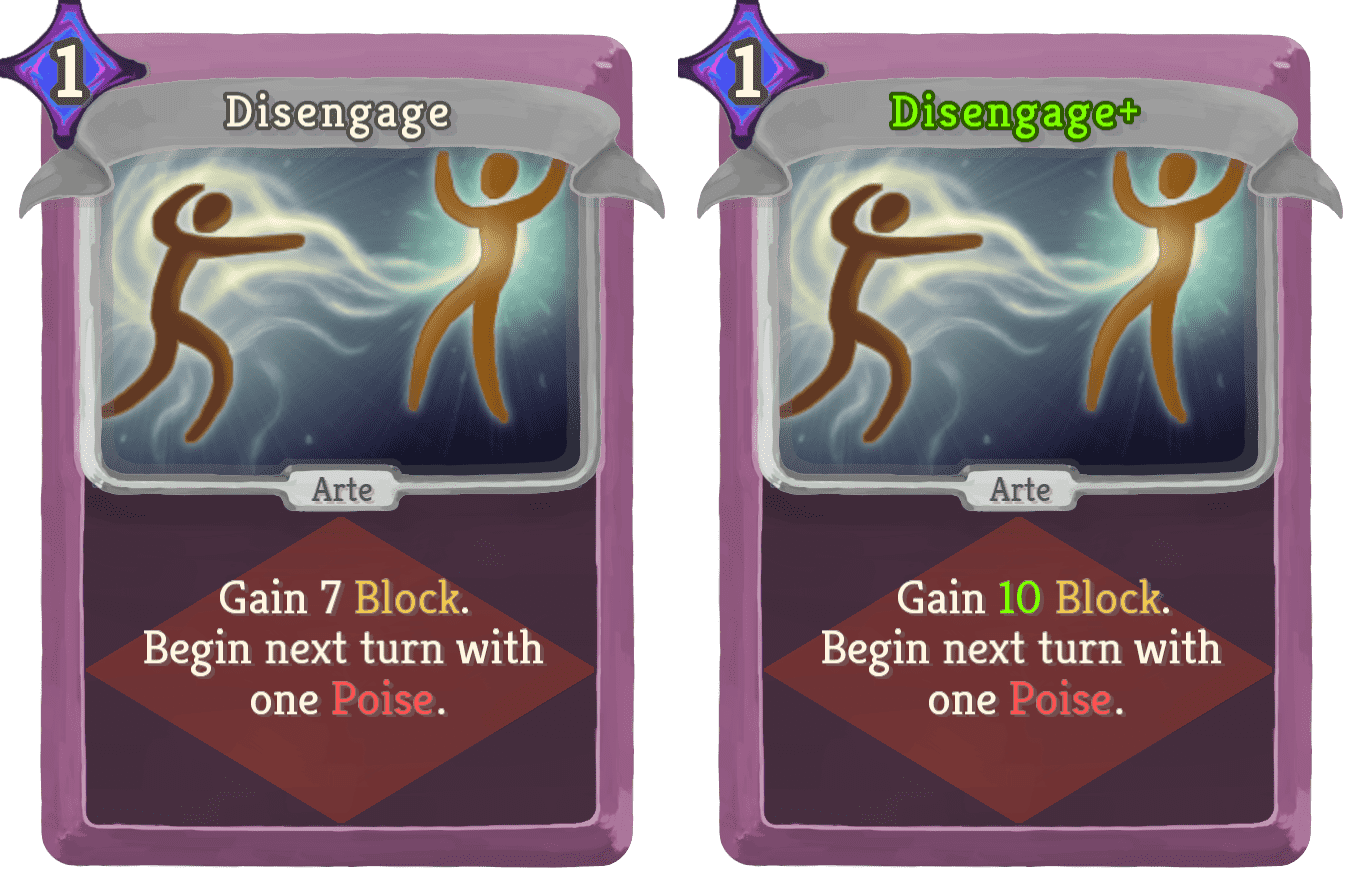 1
Disengage
Arte
Gain 7 Block.
Begin next turn with
one Poise.
1
Disengage+
Arte
Gain 10 Block.
Begin next turn with
one Poise.